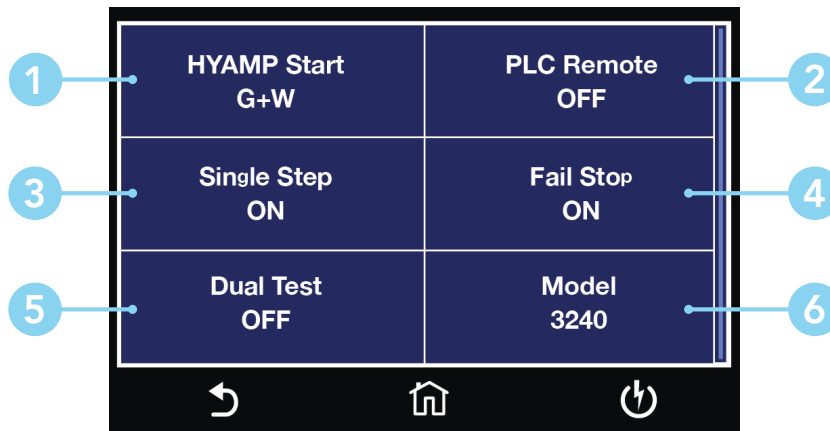 1
HYAMP Start
G+W
PLC Remote
OFF
2
3
Single Step
ON
Fail Stop
ON
4
5
Dual Test
OFF
Model
3240
6